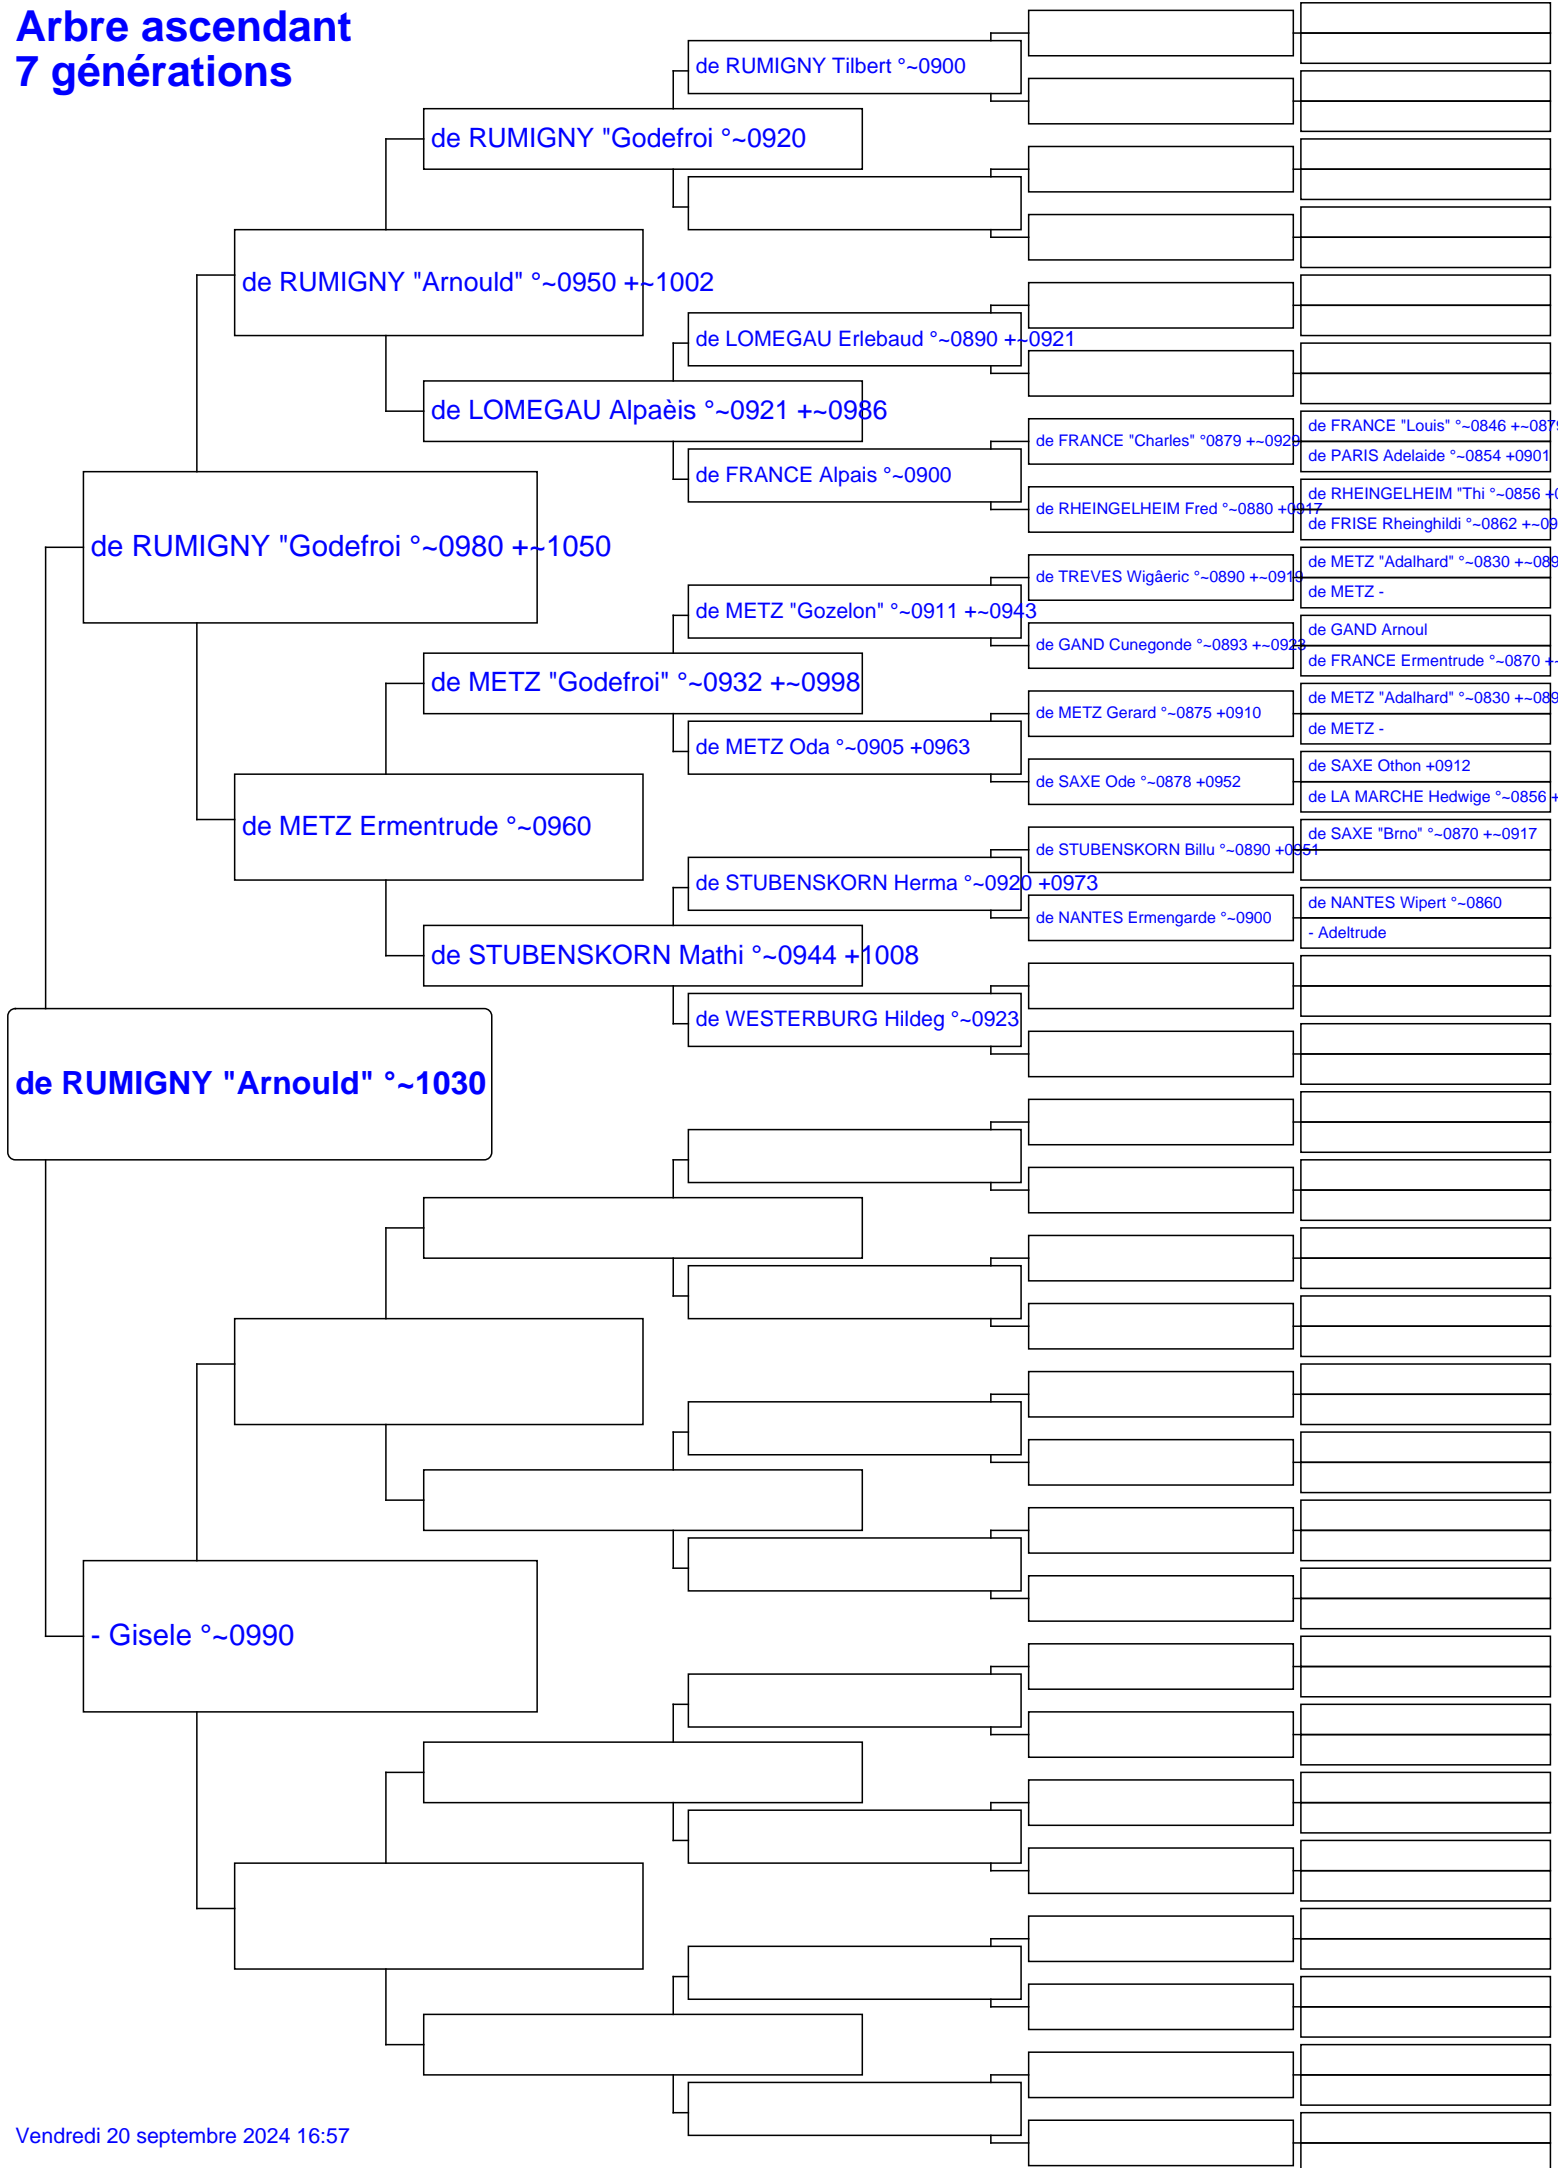 Arbre ascendant
7 générations
de RUMIGNY Tilbert °~0900
de RUMIGNY "Godefroi °~0920
de RUMIGNY "Arnould" °~0950 +~1002
de LOMEGAU Erlebaud °~0890 +~0921
de LOMEGAU Alpaèis °~0921 +~0986
de FRANCE "Louis" °~0846 +~0879
de FRANCE "Charles" °0879 +~0929
de PARIS Adelaide °~0854 +0901
de FRANCE Alpais °~0900
de RHEINGELHEIM "Thi °~0856 +0
de RHEINGELHEIM Fred °~0880 +0917
de FRISE Rheinghildi °~0862 +~09
de RUMIGNY "Godefroi °~0980 +~1050
de METZ "Adalhard" °~0830 +~089
de TREVES Wigâeric °~0890 +~0919
de METZ -
de METZ "Gozelon" °~0911 +~0943
de GAND Arnoul
de GAND Cunegonde °~0893 +~0923
de FRANCE Ermentrude °~0870 +~
de METZ "Godefroi" °~0932 +~0998
de METZ "Adalhard" °~0830 +~089
de METZ Gerard °~0875 +0910
de METZ -
de METZ Oda °~0905 +0963
de SAXE Othon +0912
de SAXE Ode °~0878 +0952
de LA MARCHE Hedwige °~0856 +
de METZ Ermentrude °~0960
de SAXE "Brno" °~0870 +~0917
de STUBENSKORN Billu °~0890 +0951
de STUBENSKORN Herma °~0920 +0973
de NANTES Wipert °~0860
de NANTES Ermengarde °~0900
- Adeltrude
de STUBENSKORN Mathi °~0944 +1008
de WESTERBURG Hildeg °~0923
de RUMIGNY "Arnould" °~1030
- Gisele °~0990
Vendredi 20 septembre 2024 16:57